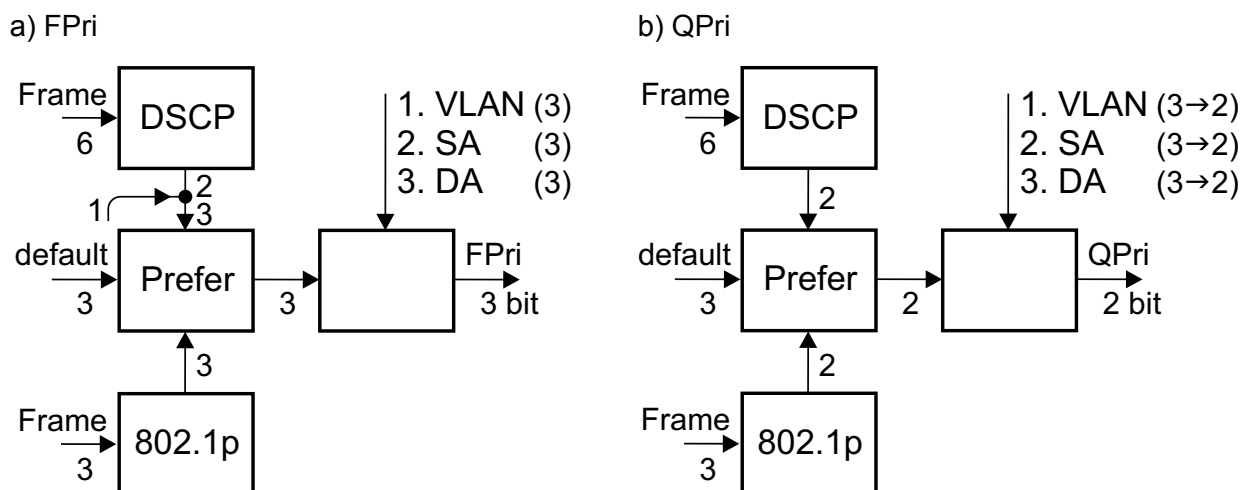 a) FPri
Frame
6
DSCP
2
1
3
1. VLAN (3)
2. SA (3)
3. DA (3)
default
3
Prefer
3
FPri
3 bit
3
Frame
3
802.1p
b) QPri
Frame
6
DSCP
2
1. VLAN (3→2)
2. SA (3→2)
3. DA (3→2)
default
3
Prefer
2
QPri
2 bit
2
Frame
3
802.1p